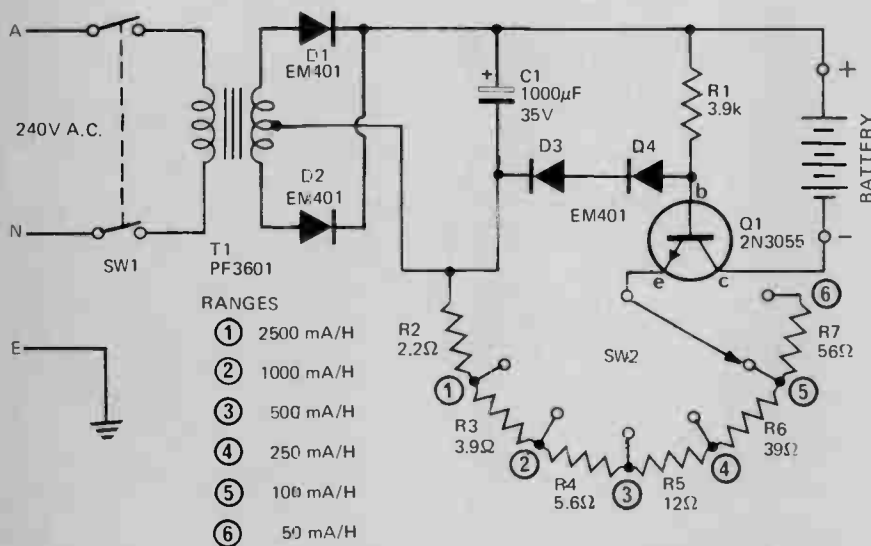 A
D1
EM401
+
C1
1000µF
35V
R1
3.9k
+
240V A.C.
D3
D4
BATTERY
D2
EM401
EM401
b
Q1
2N3055
N
SW1
T1
PF3601
e
c
−
RANGES
① 2500 mA/H
② 1000 mA/H
③ 500 mA/H
④ 250 mA/H
⑤ 100 mA/H
⑥ 50 mA/H
E
R2
2.2Ω
①
R3
3.9Ω
②
R4
5.6Ω
③
R5
12Ω
④
R6
39Ω
⑤
R7
56Ω
⑥
SW2